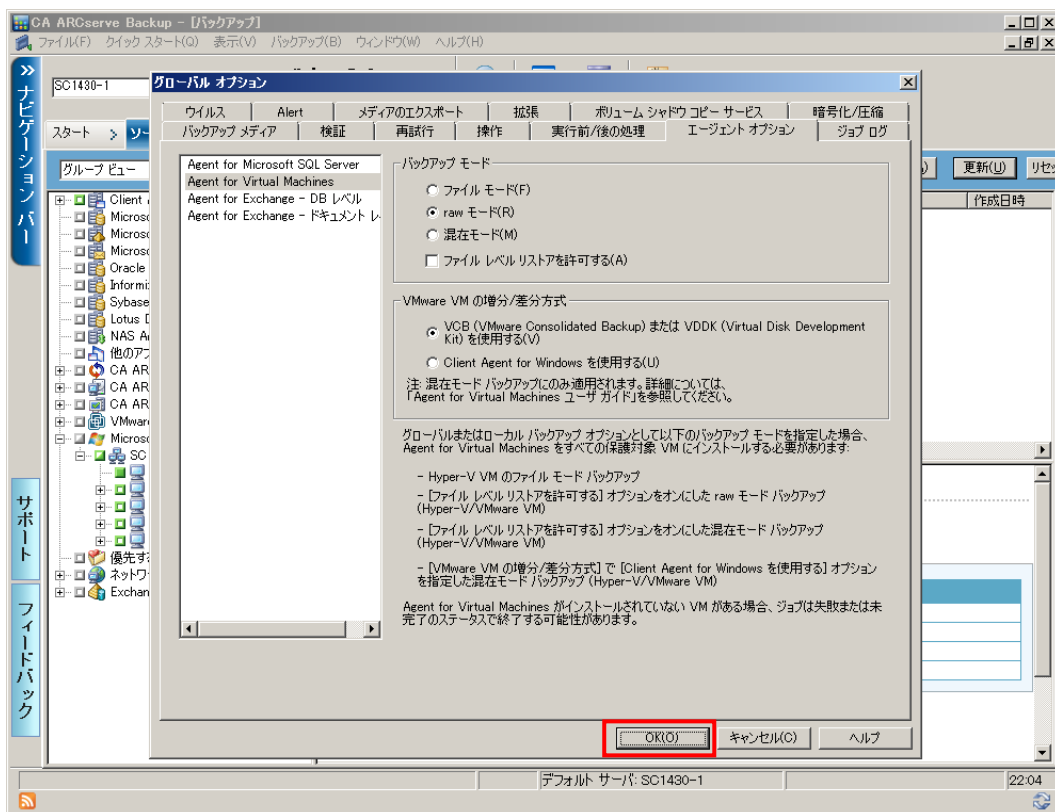 CA ARCserve Backup - [バックアップ]
ファイル(F) クイック スタート(Q) 表示(V) バックアップ(B) ウィンドウ(W) ヘルプ(H)
ナビゲーション バー
SC1430-1
スタート > ソー
グループ ビュー
更新(U)
リセッ
作成日時
Client
Microso
Microso
Microso
Oracle
Informi
Sybase
Lotus D
NAS A
他のアプ
CA AR
CA AR
CA AR
VMwar
Microso
SC
優先す
ネットワ
Exchan
サポート
フィードバック
グローバル オプション
ウイルス Alert メディアのエクスポート 拡張 ボリューム シャドウ コピー サービス 暗号化/圧縮
バックアップ メディア 検証 再試行 操作 実行前/後の処理 エージェント オプション ジョブ ログ
Agent for Microsoft SQL Server
Agent for Virtual Machines
Agent for Exchange - DB レベル
Agent for Exchange - ドキュメント レ
バックアップ モード
ファイル モード(F)
raw モード(R)
混在モード(M)
ファイル レベル リストアを許可する(A)
VMware VM の増分/差分方式
VCB (VMware Consolidated Backup) または VDDK (Virtual Disk Development
Kit) を使用する(V)
Client Agent for Windows を使用する(U)
注: 混在モード バックアップにのみ適用されます。詳細については、
「Agent for Virtual Machines ユーザ ガイド」を参照してください。
グローバルまたはローカル バックアップ オプションとして以下のバックアップ モードを指定した場合、
Agent for Virtual Machines をすべての保護対象 VM にインストールする必要があります:
- Hyper-V VM のファイル モード バックアップ
- [ファイル レベル リストアを許可する] オプションをオンにした raw モード バックアップ
(Hyper-V/VMware VM)
- [ファイル レベル リストアを許可する] オプションをオンにした混在モード バックアップ
(Hyper-V/VMware VM)
- [VMware VM の増分/差分方式] で [Client Agent for Windows を使用する] オプション
を指定した混在モード バックアップ (Hyper-V/VMware VM)
Agent for Virtual Machines がインストールされていない VM がある場合、ジョブは失敗または未
完了のステータスで終了する可能性があります。
OK(O) キャンセル(C) ヘルプ
デフォルト サーバ: SC1430-1
22:04